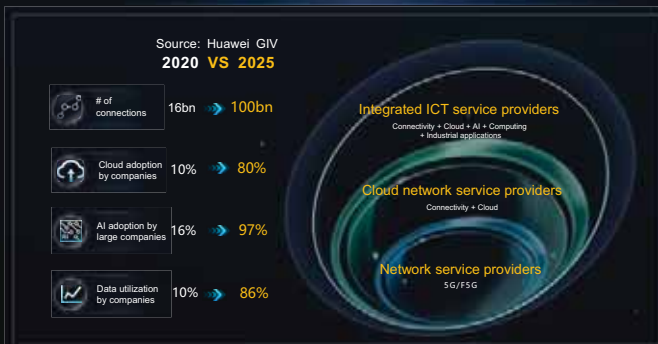 Source: Huawei GIV
2020 VS 2025
# of
connections
16bn
100bn
Cloud adoption
by companies
10%
80%
AI adoption by
large companies
16%
97%
Data utilization
by companies
10%
86%
Integrated ICT service providers
Connectivity + Cloud + AI + Computing
+ Industrial applications
Cloud network service providers
Connectivity + Cloud
Network service providers
5G/F5G